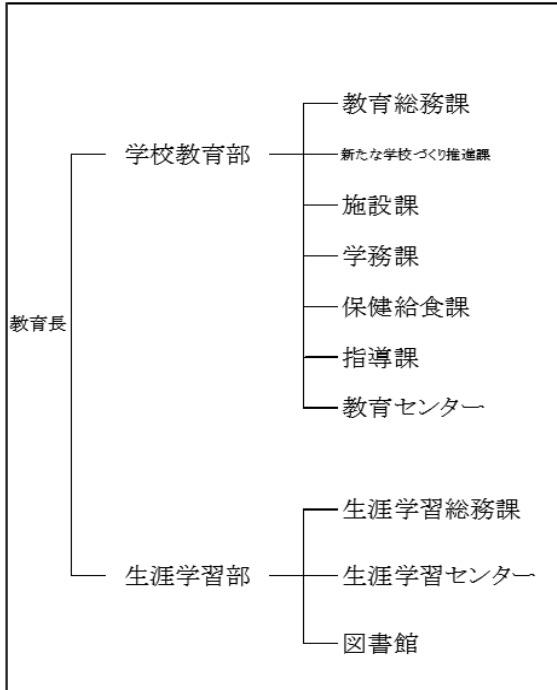 教育総務課
学校教育部
新たな学校づくり推進課
施設課
学務課
教育長
保健給食課
指導課
教育センター
生涯学習総務課
生涯学習部
生涯学習センター
図書館